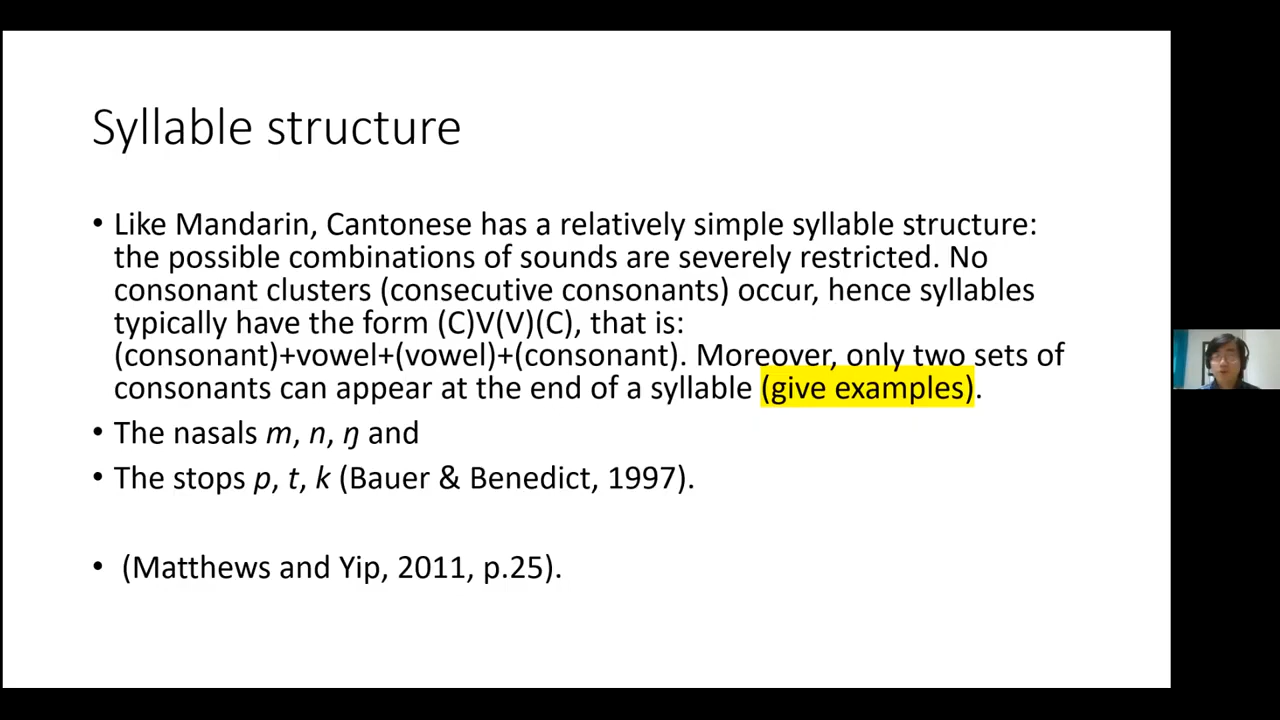 Syllable structure
• Like Mandarin, Cantonese has a relatively simple syllable structure:
the possible combinations of sounds are severely restricted. No
consonant clusters (consecutive consonants) occur, hence syllables
typically have the form (C)V(V)(C), that is:
(consonant)+vowel+(vowel)+(consonant). Moreover, only two sets of
consonants can appear at the end of a syllable (give examples).
• The nasals m, n, ŋ and
• The stops p, t, k (Bauer & Benedict, 1997).
• (Matthews and Yip, 2011, p.25).